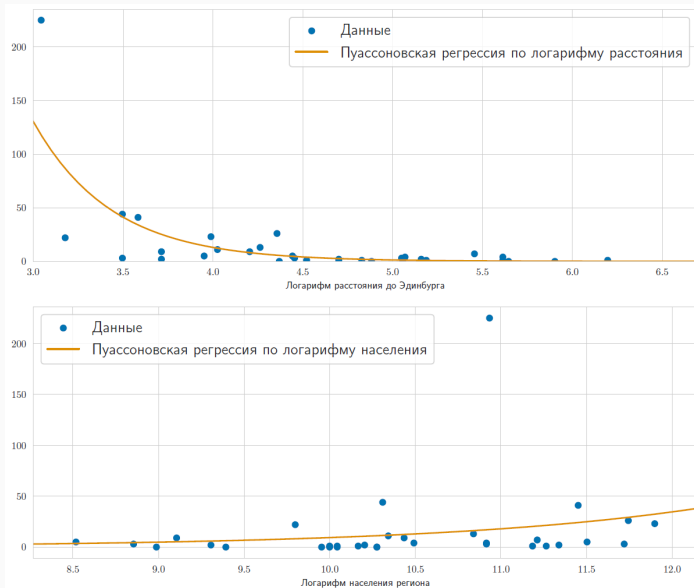 Данные
Пуассоновская регрессия по логарифму расстояния
200
150
100
50
0
3.0 3.5 4.0 4.5 5.0 5.5 6.0 6.5
Логарифм расстояния до Эдинбурга
Данные
Пуассоновская регрессия по логарифму населения
200
150
100
50
0
8.5 9.0 9.5 10.0 10.5 11.0 11.5 12.0
Логарифм населения региона